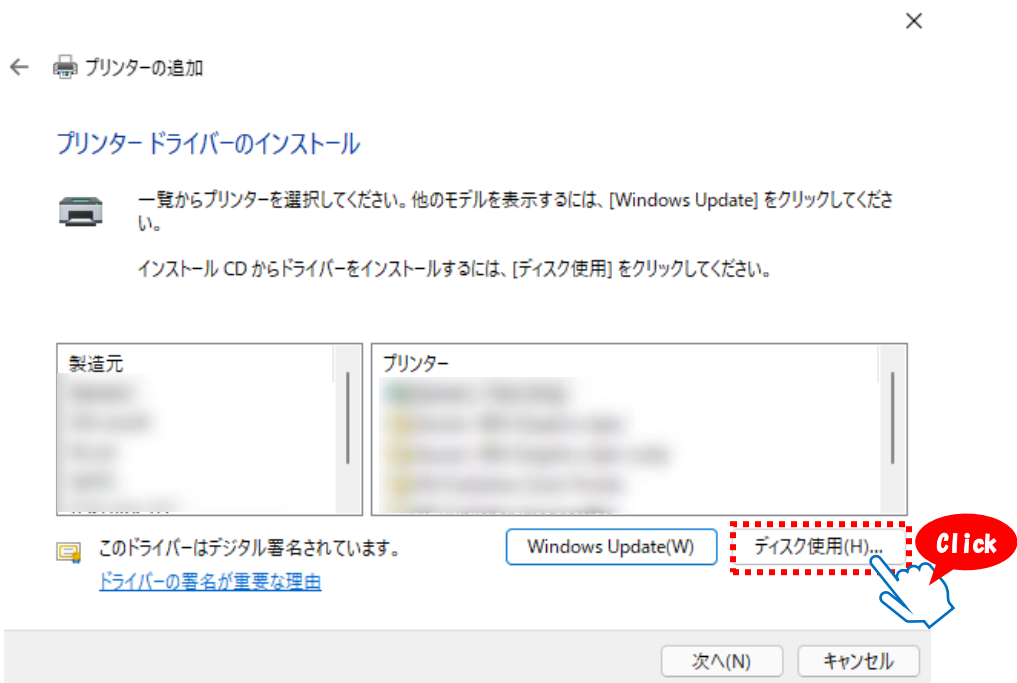 プリンターの追加
プリンター ドライバーのインストール
一覧からプリンターを選択してください。他のモデルを表示するには、[Windows Update] をクリックしてくださ
い。
インストール CD からドライバーをインストールするには、[ディスク使用] をクリックしてください。
製造元
プリンター
このドライバーはデジタル署名されています。
ドライバーの署名が重要な理由
Windows Update(W)
ディスク使用(H)...
Click
次へ(N)
キャンセル